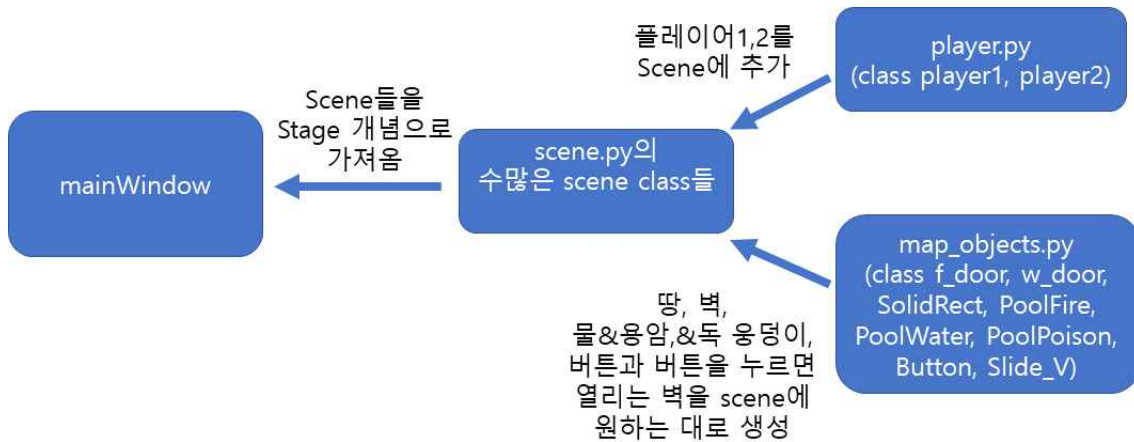 mainWindow
Scene들을
Stage 개념으로
가져옴
scene.py의
수많은 scene class들
플레이어1,2를
Scene에 추가
player.py
(class player1, player2)
땅, 벽,
물&용암,&독 웅덩이,
버튼과 버튼을 누르면
열리는 벽을 scene에
원하는 대로 생성
map_objects.py
(class f_door, w_door,
SolidRect, PoolFire,
PoolWater, PoolPoison,
Button, Slide_V)